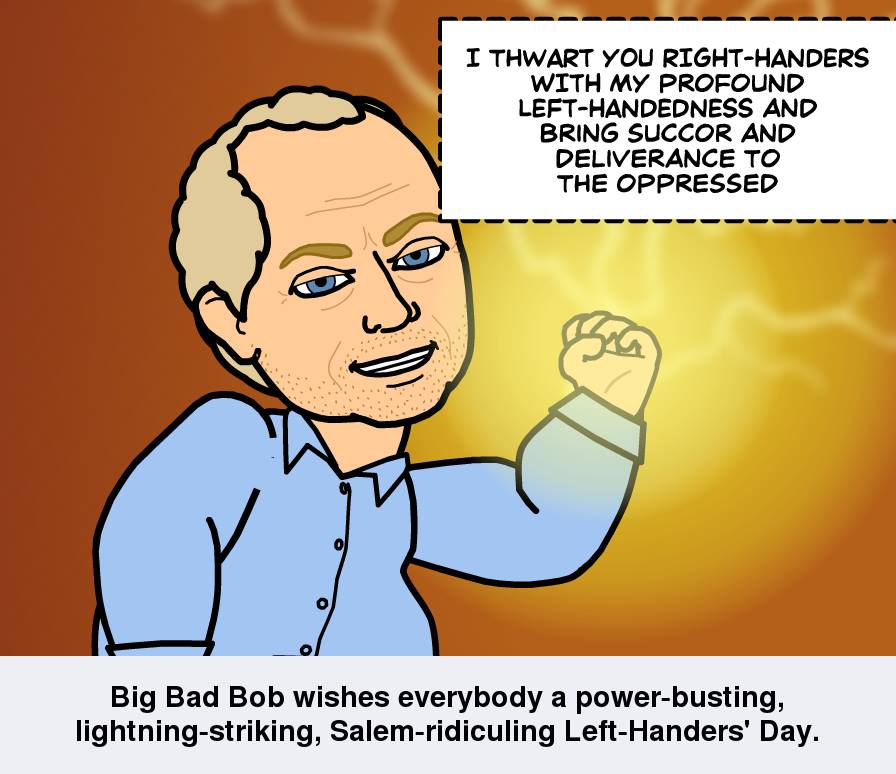 I THWART YOU RIGHT-HANDERS
WITH MY PROFOUND
LEFT-HANDEDNESS AND
BRING SUCCOR AND
DELIVERANCE TO
THE OPPRESSED
Big Bad Bob wishes everybody a power-busting,
lightning-striking, Salem-ridiculing Left-Handers' Day.